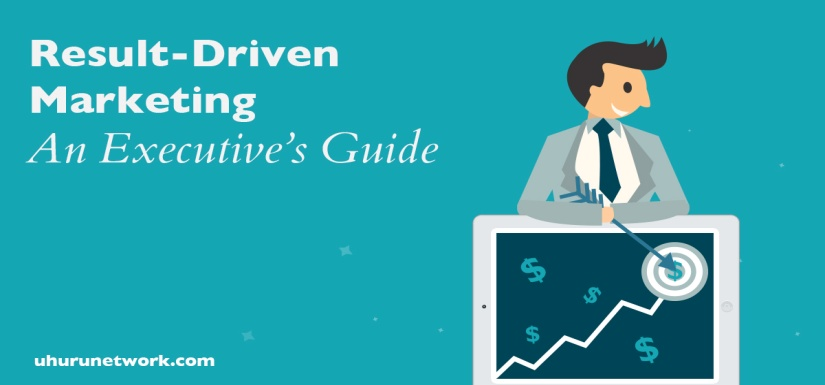 Result-Driven
Marketing
An Executive's Guide
$
$
$
$
$
uhurunetwork.com